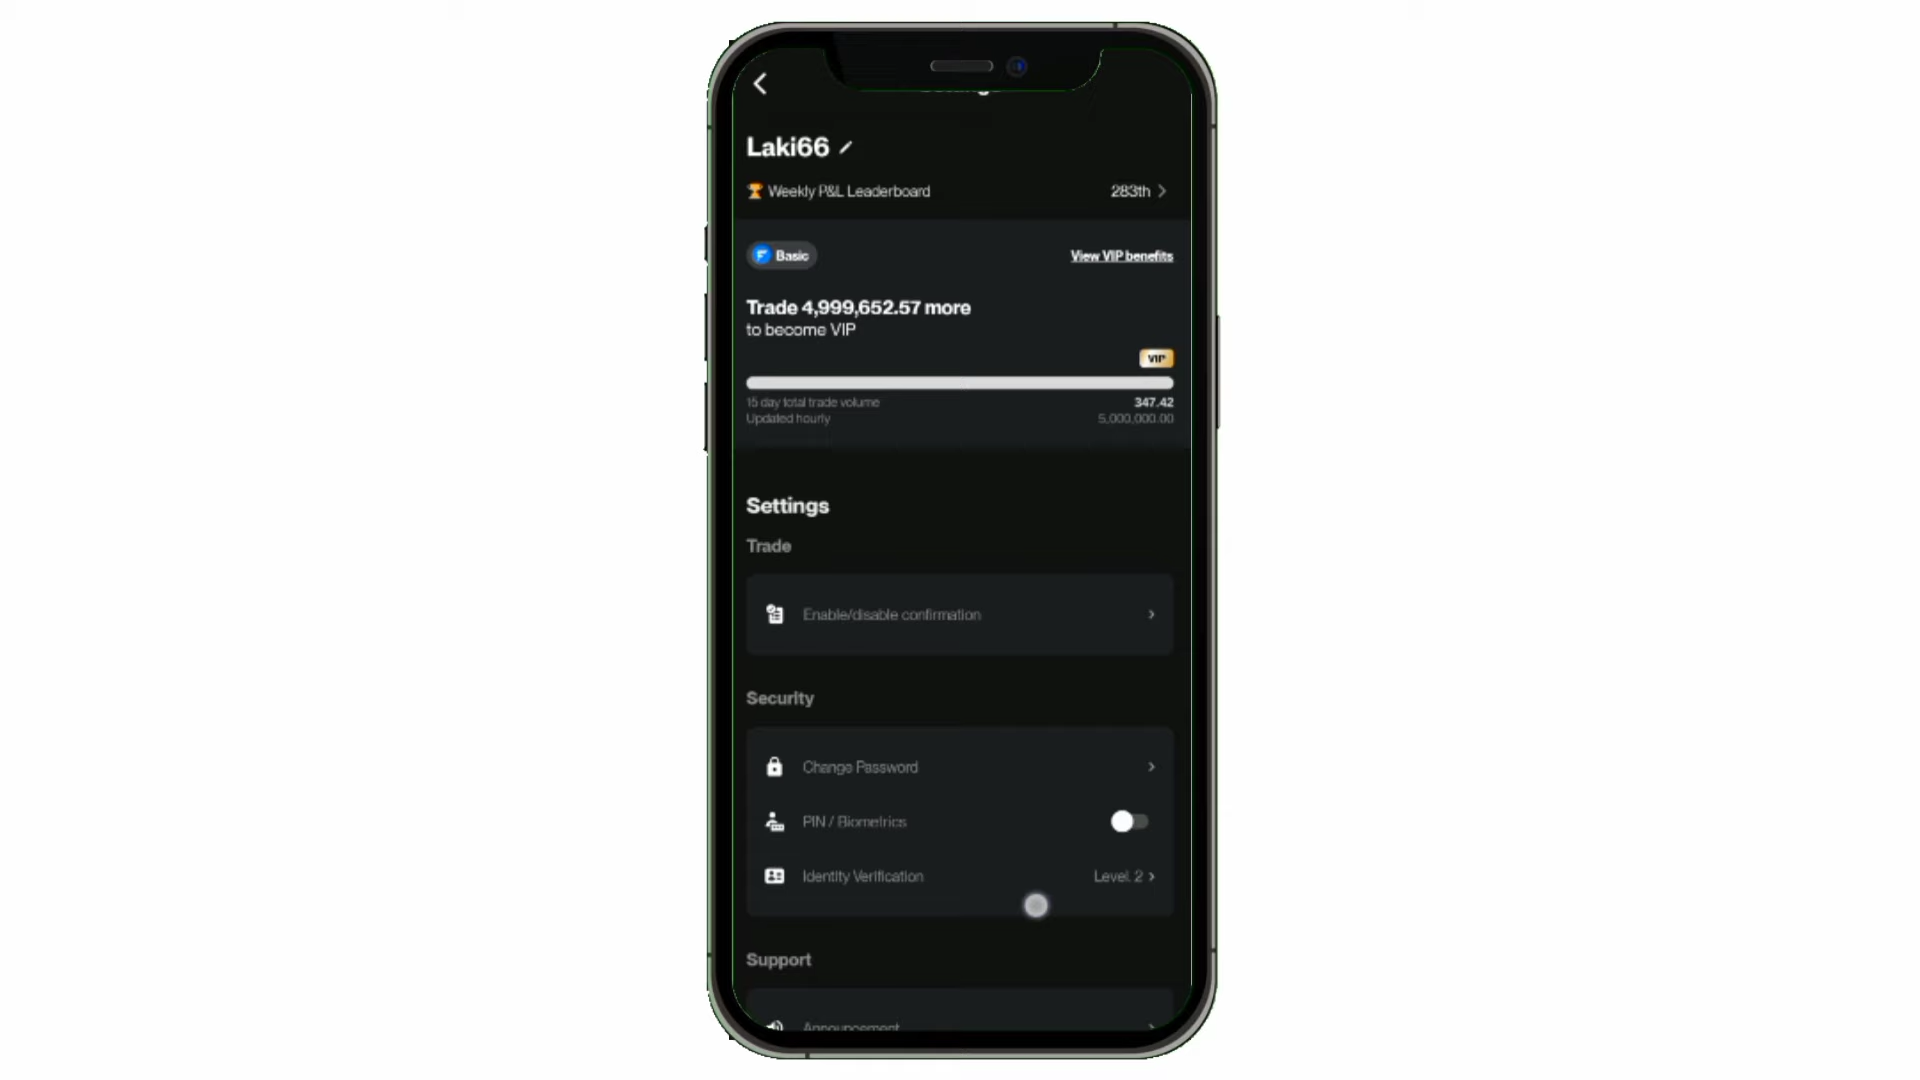 Laki66
Weekly P&L Leaderboard 283th
Basic View VIP benefits
Trade 4,999,652.57 more
to become VIP
VIP
15 day total trade volume 347.42
Updated hourly 5,000,000.00
Settings
Trade
Enable/disable confirmation
Security
Change Password
PIN / Biometrics
Identity Verification Level 2
Support
Announcement